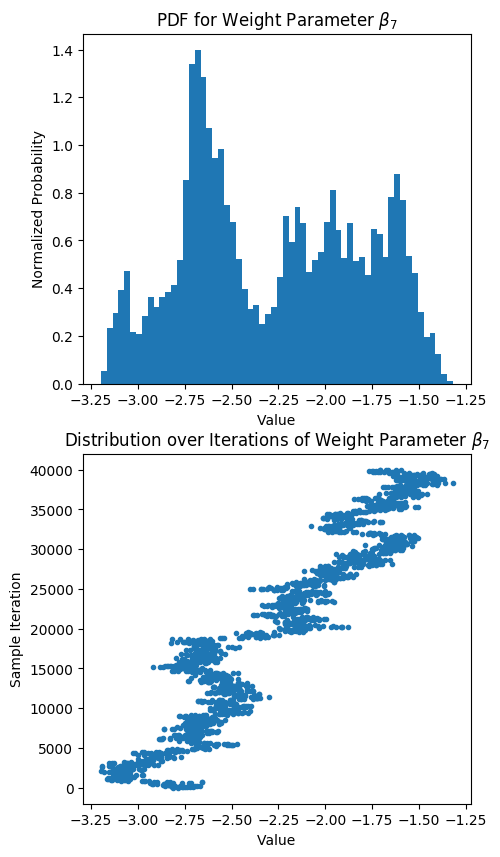 PDF for Weight Parameter β₇
Normalized Probability
1.4
1.2
1.0
0.8
0.6
0.4
0.2
0.0
−3.25 −3.00 −2.75 −2.50 −2.25 −2.00 −1.75 −1.50 −1.25
Value
Distribution over Iterations of Weight Parameter β₇
Sample Iteration
40000
35000
30000
25000
20000
15000
10000
5000
0
−3.25 −3.00 −2.75 −2.50 −2.25 −2.00 −1.75 −1.50 −1.25
Value